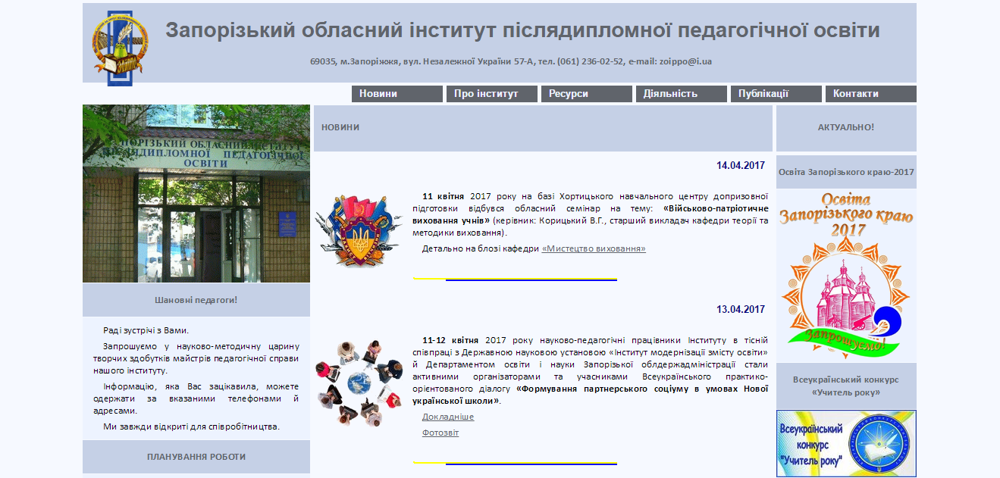 Запорізький обласний інститут післядипломної педагогічної освіти
69035, м.Запоріжжя, вул. Незалежної України 57-А, тел. (061) 236-02-52, e-mail: zoippo@i.ua
Новини
Про інститут
Ресурси
Діяльність
Публікації
Контакти
ЗАПОРІЗЬКИЙ ОБЛАСНИЙ ІНСТИТУТ
ПІСЛЯДИПЛОМНОЇ ПЕДАГОГІЧНОЇ
ОСВІТИ
Шановні педагоги!
Раді зустрічі з Вами.
Запрошуємо у науково-методичну царину
творчих здобутків майстрів педагогічної справи
нашого інституту.
Інформацію, яка Вас зацікавила, можете
одержати за вказаними телефонами й
адресами.
Ми завжди відкриті для співробітництва.
ПЛАНУВАННЯ РОБОТИ
НОВИНИ
14.04.2017
11 квітня 2017 року на базі Хортицького навчального центру допризовної
підготовки відбувся обласний семінар на тему: «Військово-патріотичне
виховання учнів» (керівник: Корицький В.Г., старший викладач кафедри теорії та
методики виховання).
Детально на блозі кафедри «Мистецтво виховання»
13.04.2017
11-12 квітня 2017 року науково-педагогічні працівники Інституту в тісній
співпраці з Державною науковою установою «Інститут модернізації змісту освіти»
й Департаментом освіти і науки Запорізької облдержадміністрації стали
активними організаторами та учасниками Всеукраїнського практико-
орієнтованого діалогу «Формування партнерського соціуму в умовах Нової
української школи».
Докладніше
Фотозвіт
АКТУАЛЬНО!
Освіта Запорізького краю-2017
Освіта
Запорізького краю
2017
Запрошуємо!
Всеукраїнський конкурс
«Учитель року»
Всеукраїнський
конкурс
"Учитель року"